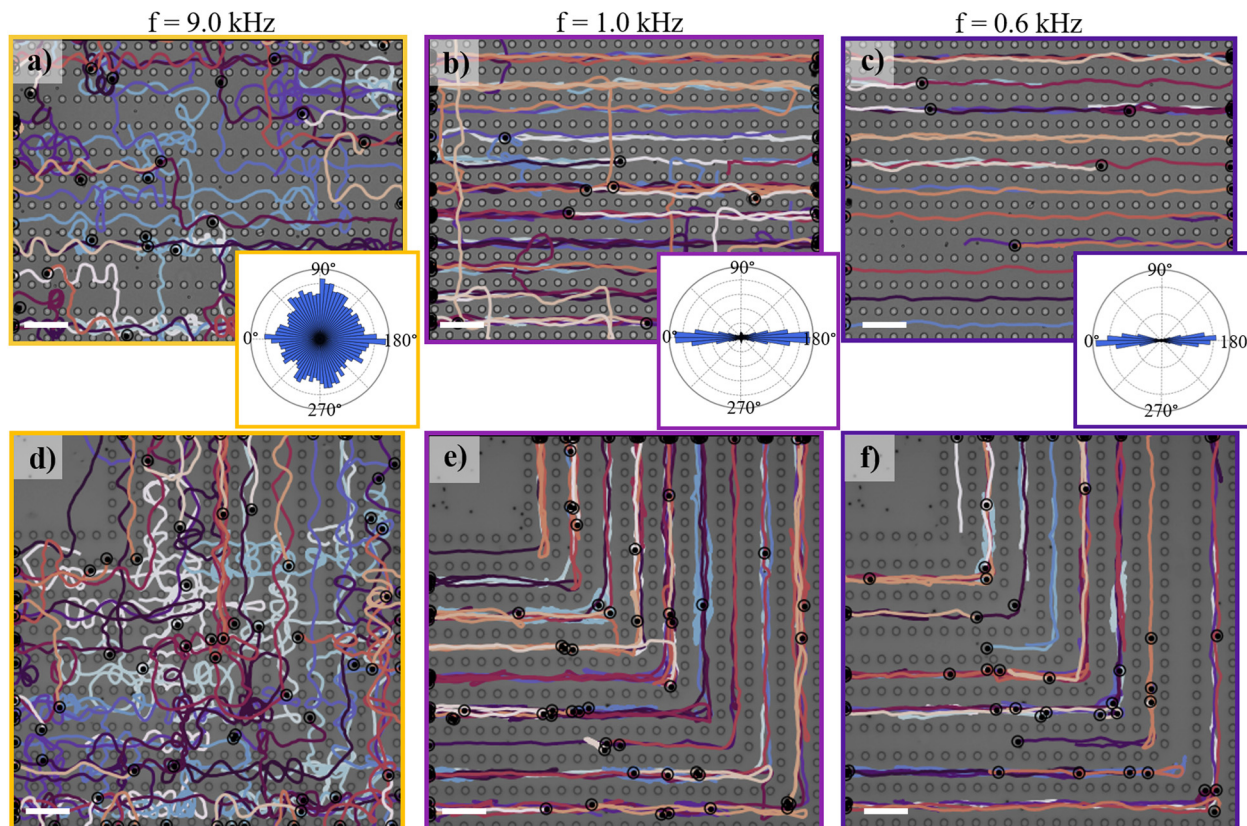 f = 9.0 kHz
f = 1.0 kHz
f = 0.6 kHz
a)
b)
c)
90°
0°
180°
270°
90°
0°
180°
270°
90°
0°
180°
270°
d)
e)
f)